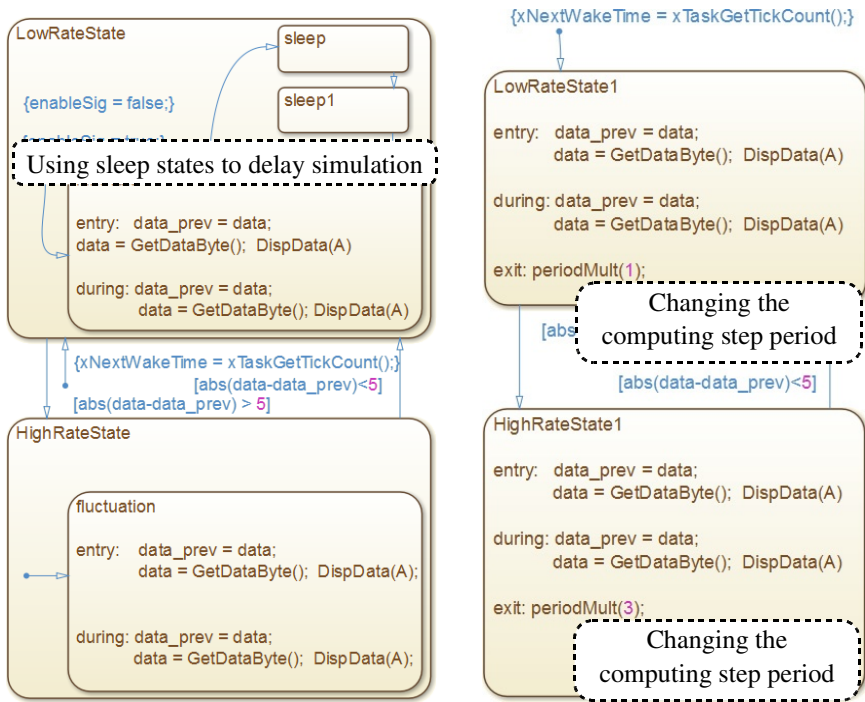 LowRateState
sleep
sleep1
{enableSig = false;}
Using sleep states to delay simulation
entry: data_prev = data;
data = GetDataByte(); DispData(A)
during: data_prev = data;
data = GetDataByte(); DispData(A)
{xNextWakeTime = xTaskGetTickCount();}
[abs(data-data_prev)<5]
[abs(data-data_prev) > 5]
HighRateState
fluctuation
entry: data_prev = data;
data = GetDataByte(); DispData(A);
during: data_prev = data;
data = GetDataByte(); DispData(A);
{xNextWakeTime = xTaskGetTickCount();}
LowRateState1
entry: data_prev = data;
data = GetDataByte(); DispData(A)
during: data_prev = data;
data = GetDataByte(); DispData(A)
exit: periodMult(1);
Changing the
computing step period
[abs
[abs(data-data_prev)<5]
HighRateState1
entry: data_prev = data;
data = GetDataByte(); DispData(A)
during: data_prev = data;
data = GetDataByte(); DispData(A)
exit: periodMult(3);
Changing the
computing step period